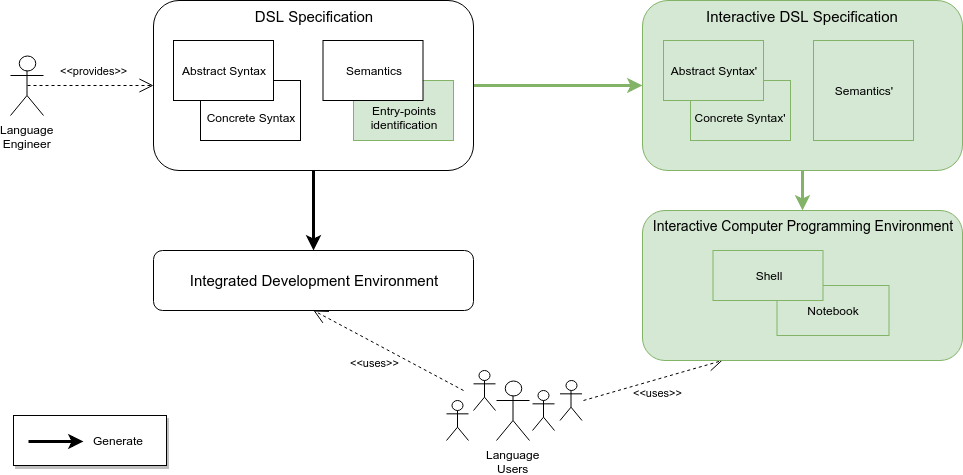 DSL Specification
Interactive DSL Specification
<<provides>>
Abstract Syntax
Concrete Syntax
Semantics
Entry-points
identification
Abstract Syntax'
Concrete Syntax'
Semantics'
Language
Engineer
Integrated Development Environment
Interactive Computer Programming Environment
Shell
Notebook
<<uses>>
<<uses>>
Language
Users
Generate